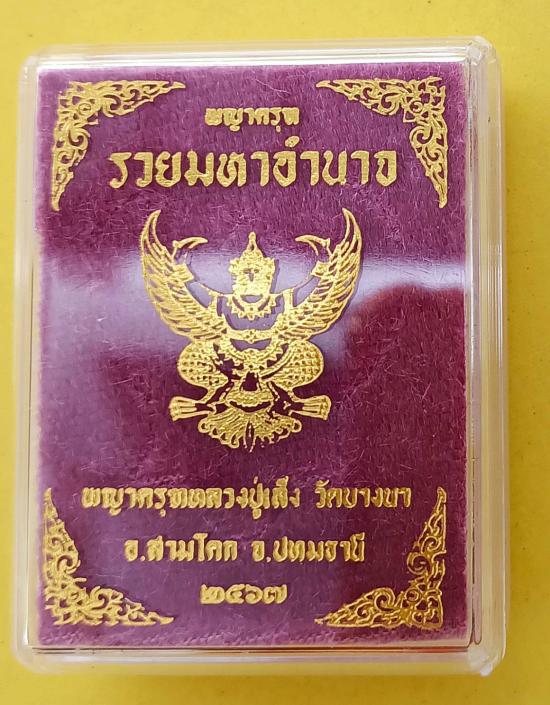 พญาครุฑ
รวยมหาอำนาจ
พญาครุฑหลวงปู่เส็ง วัดบางนา
อ.สามโคก จ.ปทุมธานี
๒๕๖๗